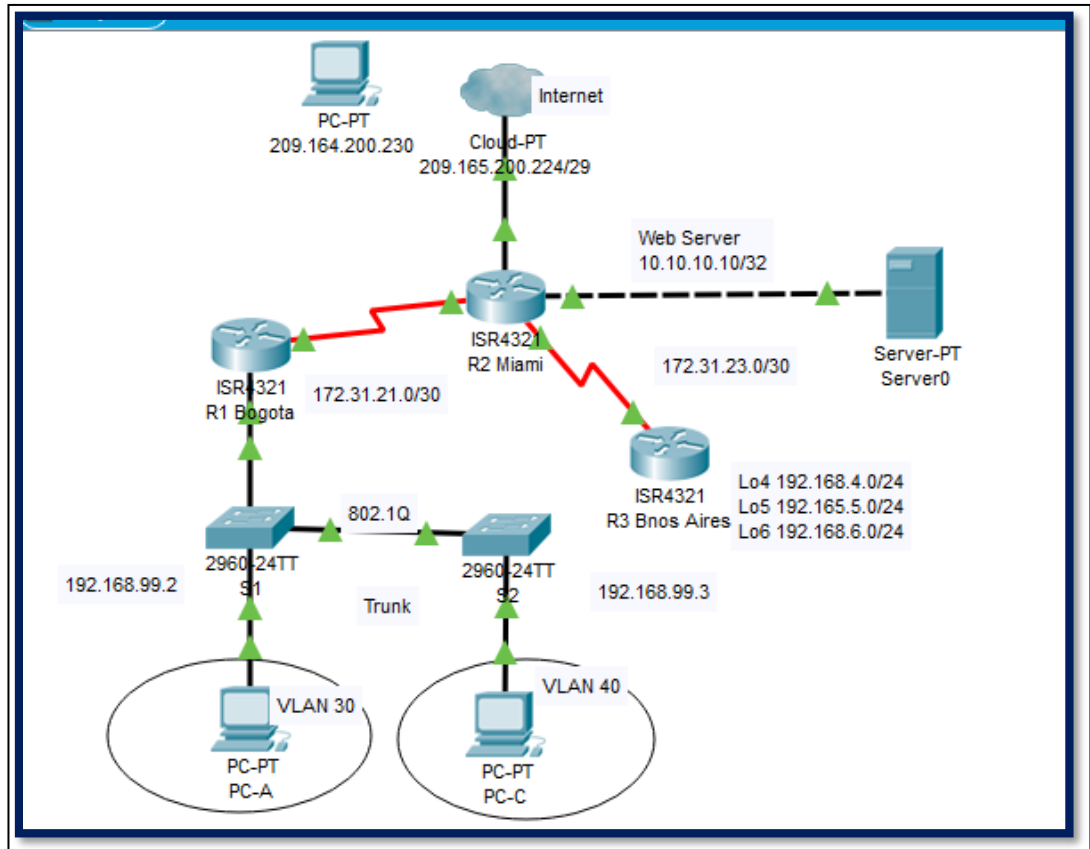 Internet
PC-PT
209.164.200.230
Cloud-PT
209.165.200.224/29
Web Server
10.10.10.10/32
ISR4321
R2 Miami
Server-PT
Server0
ISR4321
R1 Bogota
172.31.21.0/30
172.31.23.0/30
ISR4321
R3 Bnos Aires
Lo4 192.168.4.0/24
Lo5 192.165.5.0/24
Lo6 192.168.6.0/24
802.1Q
2960-24TT
S1
2960-24TT
S2
192.168.99.2
Trunk
192.168.99.3
VLAN 30
PC-PT
PC-A
VLAN 40
PC-PT
PC-C